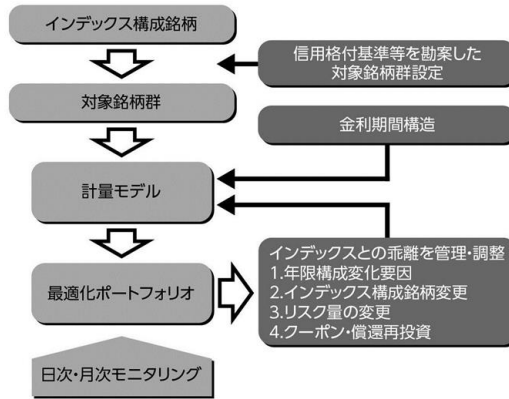 インデックス構成銘柄
信用格付基準等を勘案した
対象銘柄群設定
対象銘柄群
金利期間構造
計量モデル
インデックスとの乖離を管理・調整
1.年限構成変化要因
2.インデックス構成銘柄変更
3.リスク量の変更
4.クーポン・償還再投資
最適化ポートフォリオ
日次・月次モニタリング